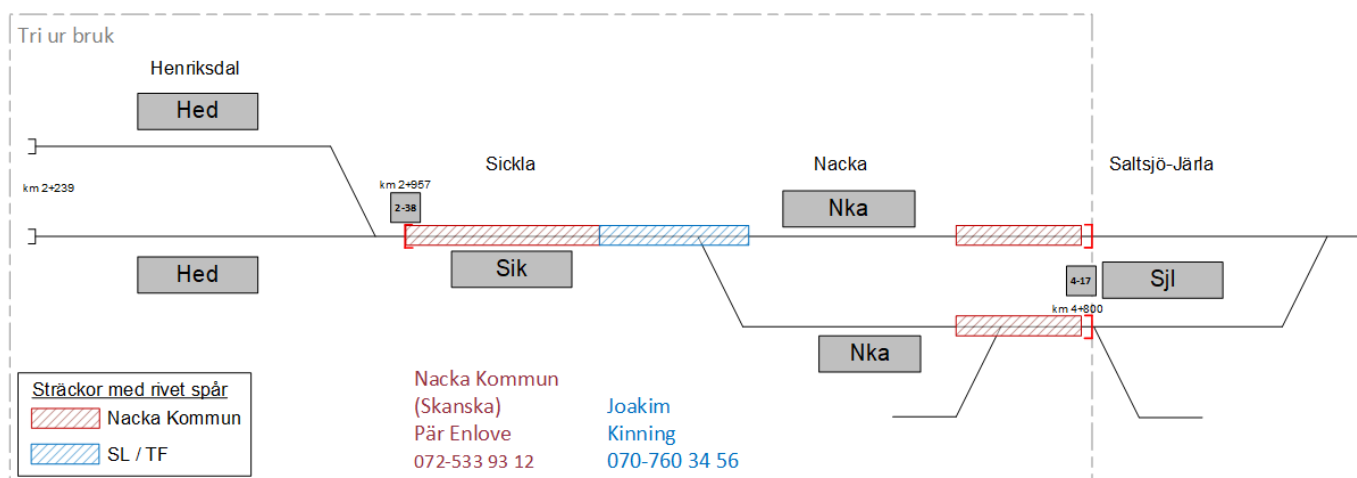 Tri ur bruk
Henriksdal
Hed
Sickla
Nacka
Saltsjö-Järla
km 2+239
km 2+957
2-38
Nka
Hed
Sik
4-17
Sjl
km 4+800
Nka
Sträckor med rivet spår
Nacka Kommun
SL / TF
Nacka Kommun
(Skanska)
Pär Enlove
072-533 93 12
Joakim
Kinning
070-760 34 56